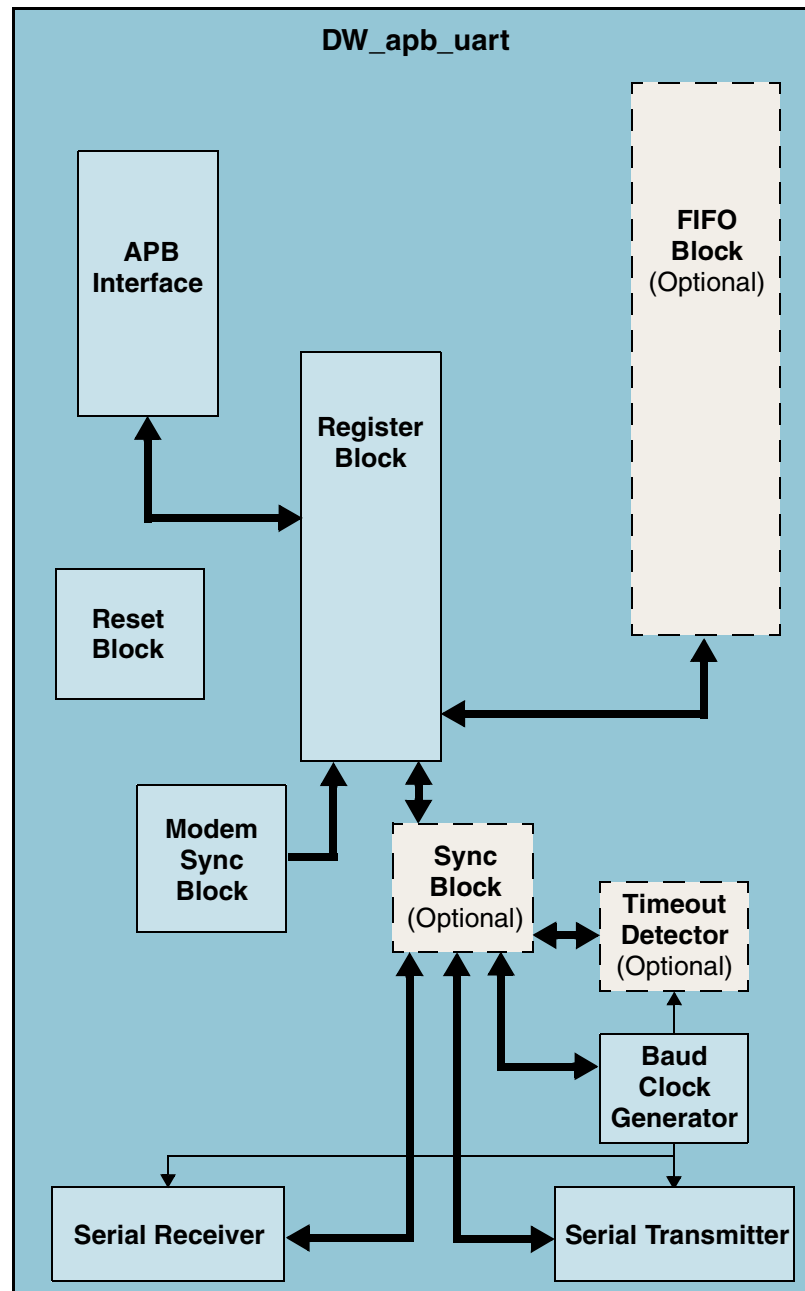 DW_apb_uart
APB
Interface
FIFO
Block
(Optional)
Register
Block
Reset
Block
Modem
Sync
Block
Sync
Block
(Optional)
Timeout
Detector
(Optional)
Baud
Clock
Generator
Serial Receiver
Serial Transmitter